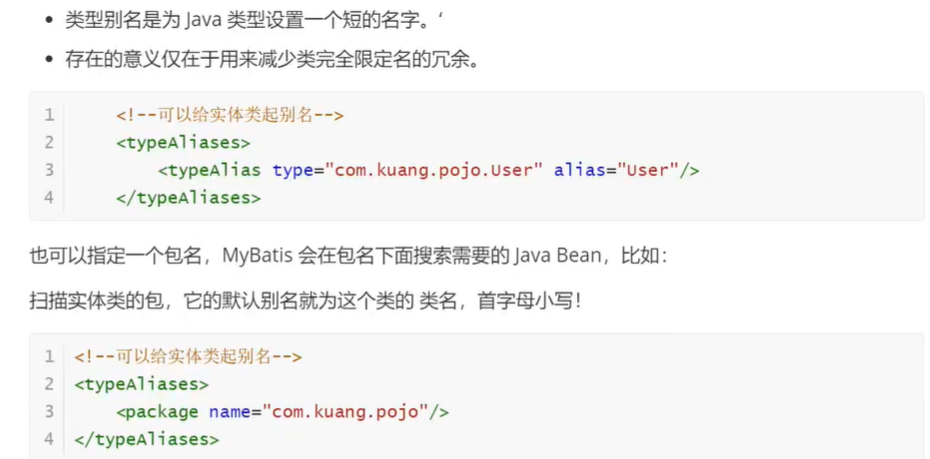 • 类型别名是为 Java 类型设置一个短的名字。‘
• 存在的意义仅在于用来减少类完全限定名的冗余。
1 <!--可以给实体类起别名-->
2 <typeAliases>
3 <typeAlias type="com.kuang.pojo.User" alias="User"/>
4 </typeAliases>
也可以指定一个包名，MyBatis 会在包名下面搜索需要的 Java Bean，比如：
扫描实体类的包，它的默认别名就为这个类的 类名，首字母小写！
1 <!--可以给实体类起别名-->
2 <typeAliases>
3 <package name="com.kuang.pojo"/>
4 </typeAliases>